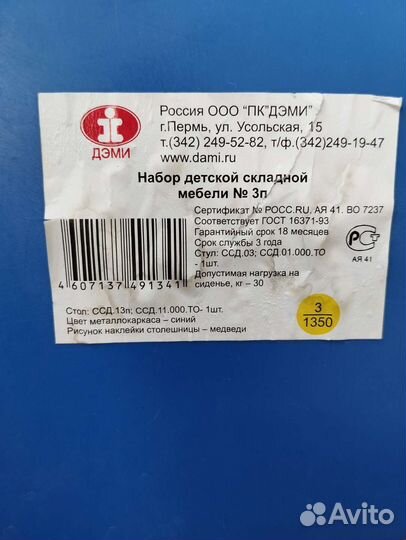 Россия ООО "ПК"ДЭМИ"
г.Пермь, ул. Усольская, 15
т.(342) 249-52-82, т/ф.(342)249-19-47
www.dami.ru
ДЭМИ
Набор детской складной
мебели № 3п
Сертификат № РОСС.RU. АЯ 41. ВО 7237
Соответствует ГОСТ 16371-93
Гарантийный срок 18 месяцев
Срок службы 3 года
Стул: ССД.03; ССД.01.000.ТО
- 1шт.
Допустимая нагрузка на
сиденье, кг – 30
АЯ 41
4 607137 491341
Стол: ССД.13п; ССД.11.000.ТО- 1шт.
Цвет металлокаркаса – синий
Рисунок наклейки столешницы – медведи
3
1350
Avito